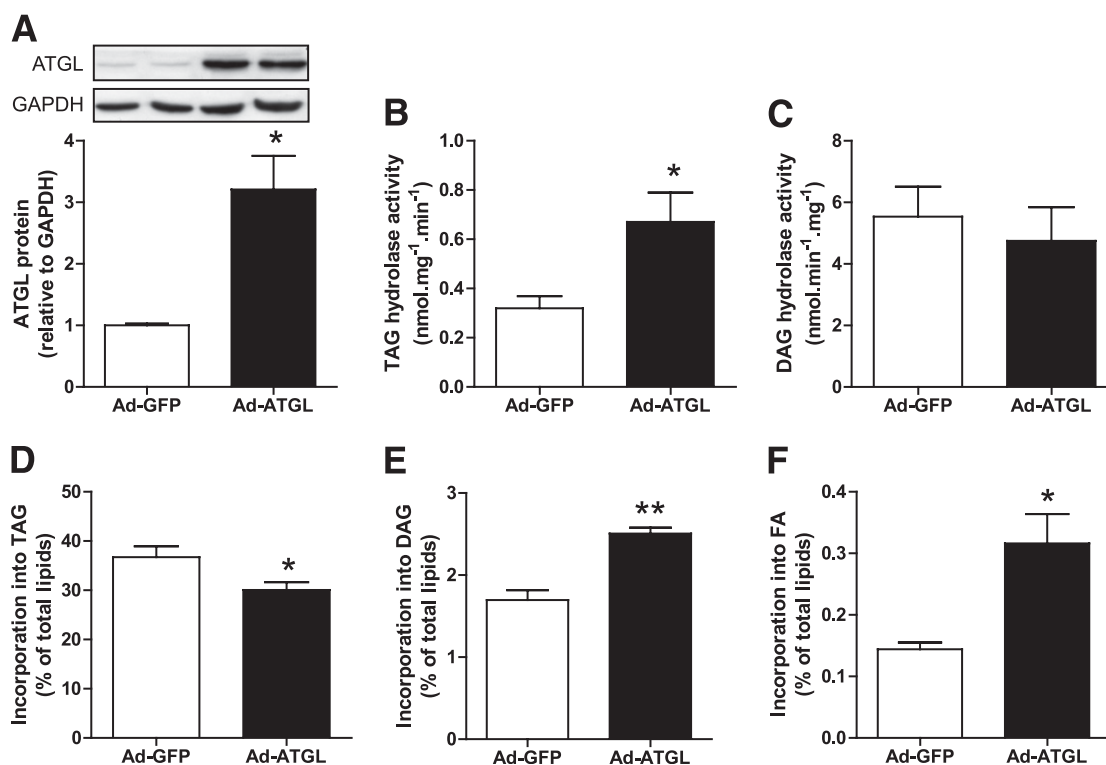 A
ATGL
GAPDH
ATGL protein
(relative to GAPDH)
4
3
2
1
0
*
Ad-GFP Ad-ATGL
B
TAG hydrolase activity
(nmol.mg⁻¹.min⁻¹)
1.0
0.8
0.6
0.4
0.2
0.0
*
Ad-GFP Ad-ATGL
C
DAG hydrolase activity
(nmol.min⁻¹.mg⁻¹)
8
6
4
2
0
Ad-GFP Ad-ATGL
D
Incorporation into TAG
(% of total lipids)
50
40
30
20
10
0
*
Ad-GFP Ad-ATGL
E
Incorporation into DAG
(% of total lipids)
3
2
1
0
**
Ad-GFP Ad-ATGL
F
Incorporation into FA
(% of total lipids)
0.4
0.3
0.2
0.1
0.0
*
Ad-GFP Ad-ATGL